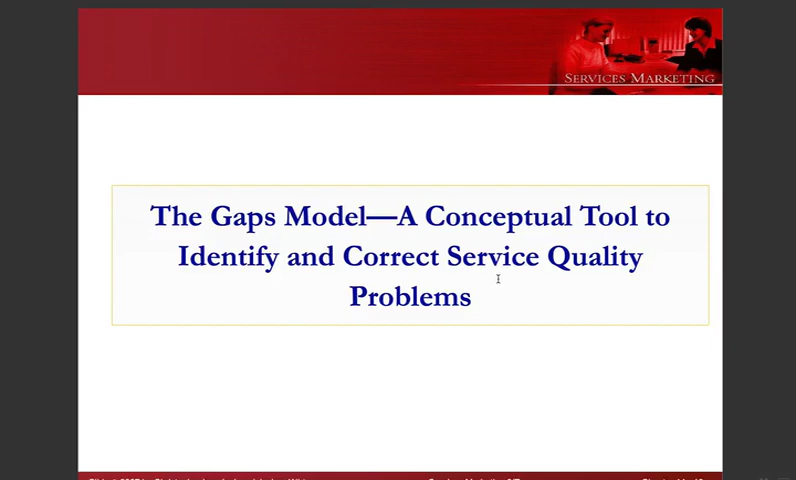 SERVICES MARKETING
The Gaps Model—A Conceptual Tool to
Identify and Correct Service Quality
Problems